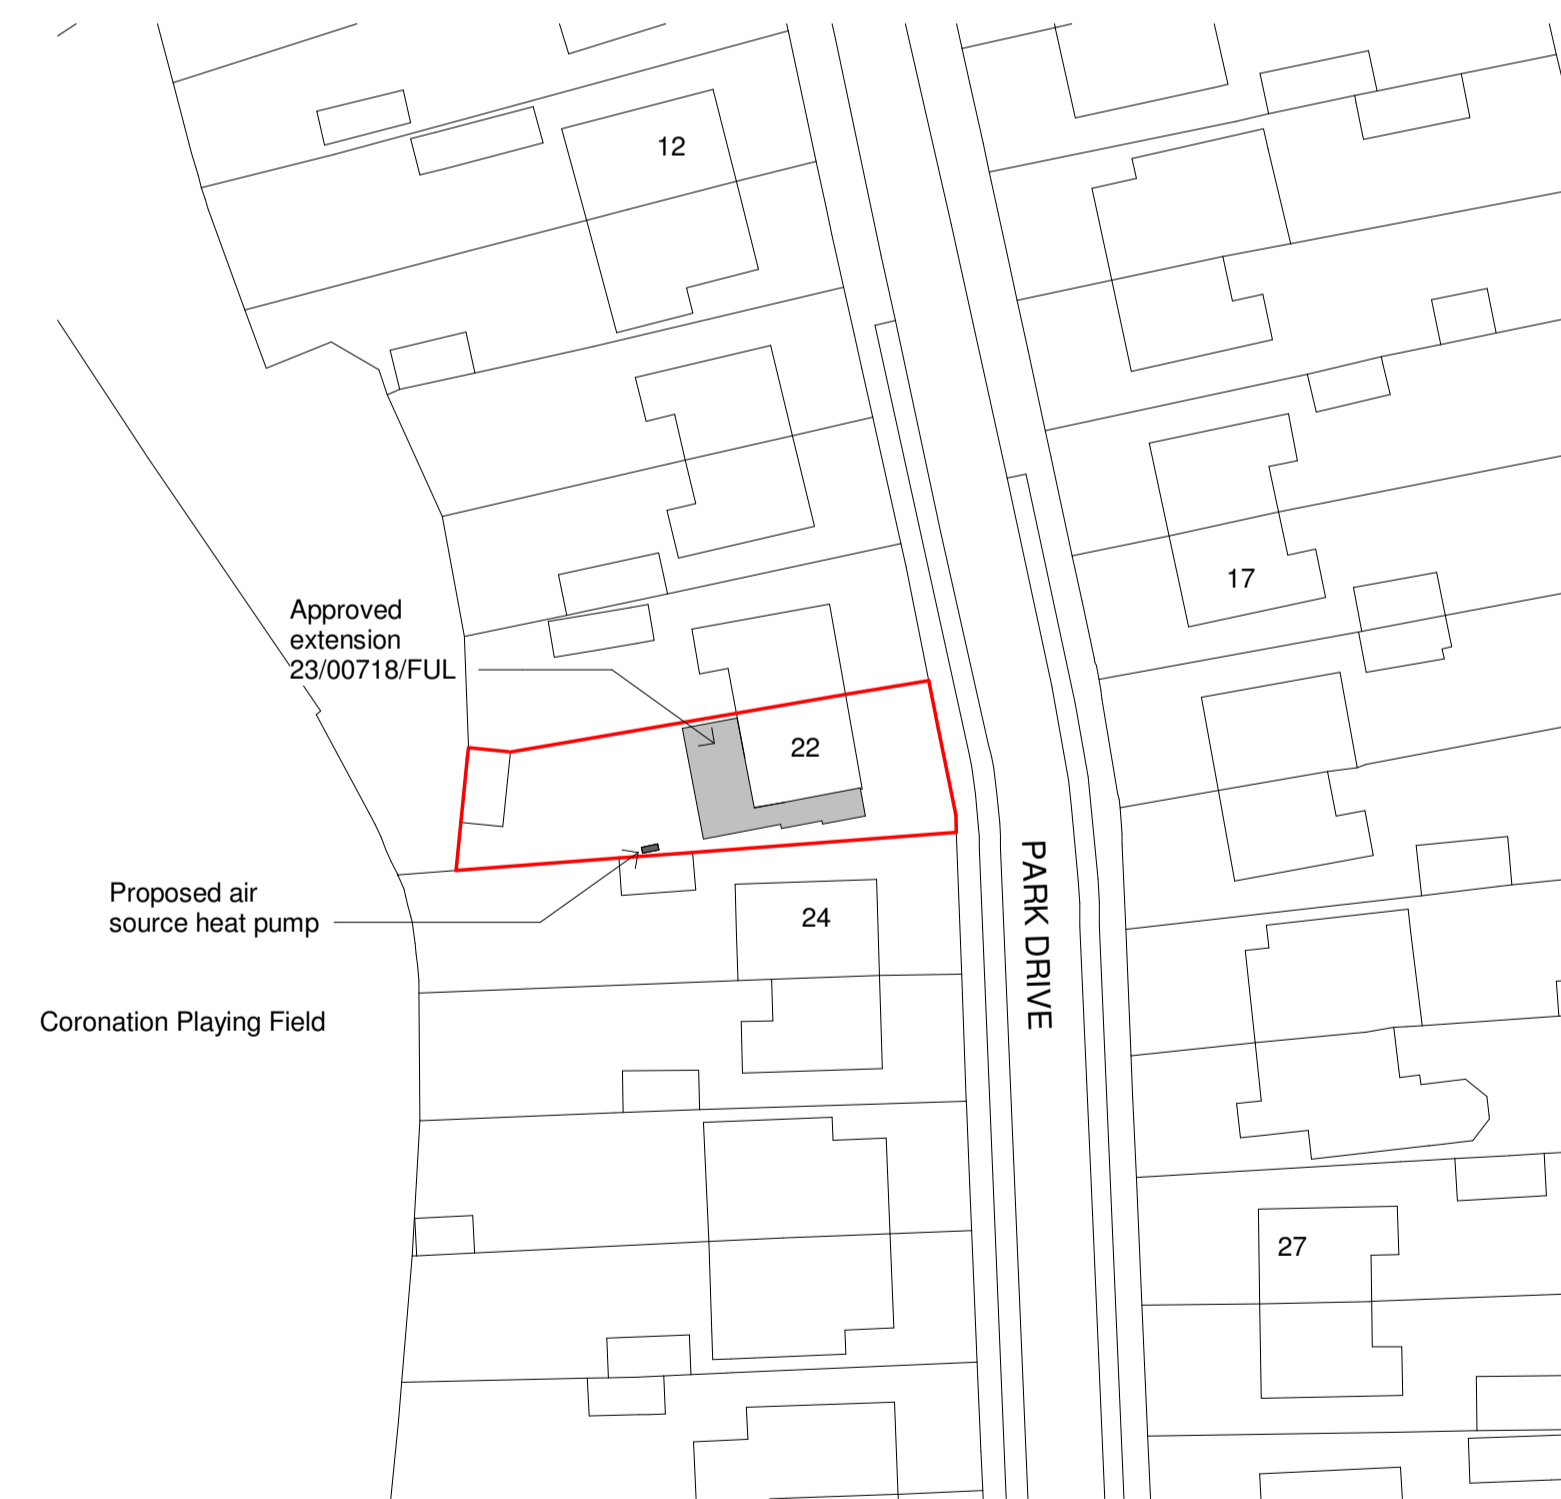 12
17
Approved
extension
23/00718/FUL
22
Proposed air
source heat pump
24
PARK DRIVE
Coronation Playing Field
27